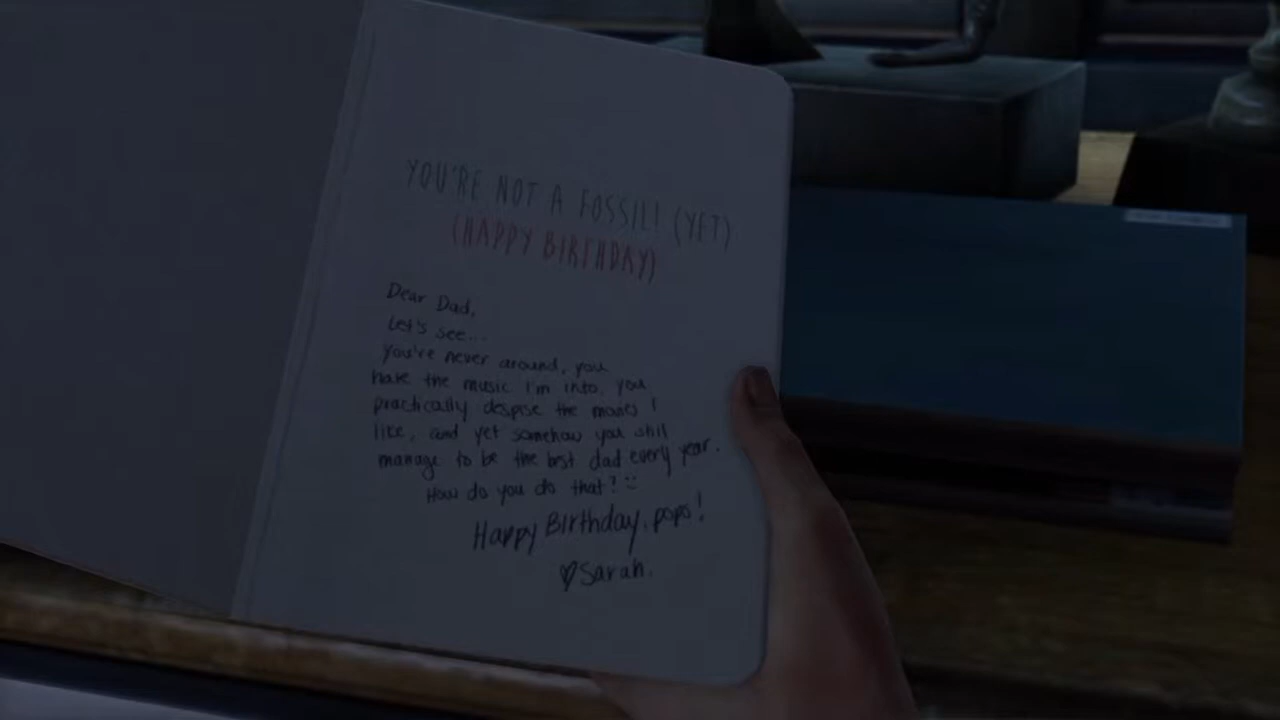 YOU'RE NOT A FOSSIL! (YET)
(HAPPY BIRTHDAY)
Dear Dad,
Let's see...
You're never around, you
hate the music I'm into, you
practically despise the movies I
like, and yet somehow you still
manage to be the best dad every year.
How do you do that? :)
Happy Birthday, pops!
♡Sarah.